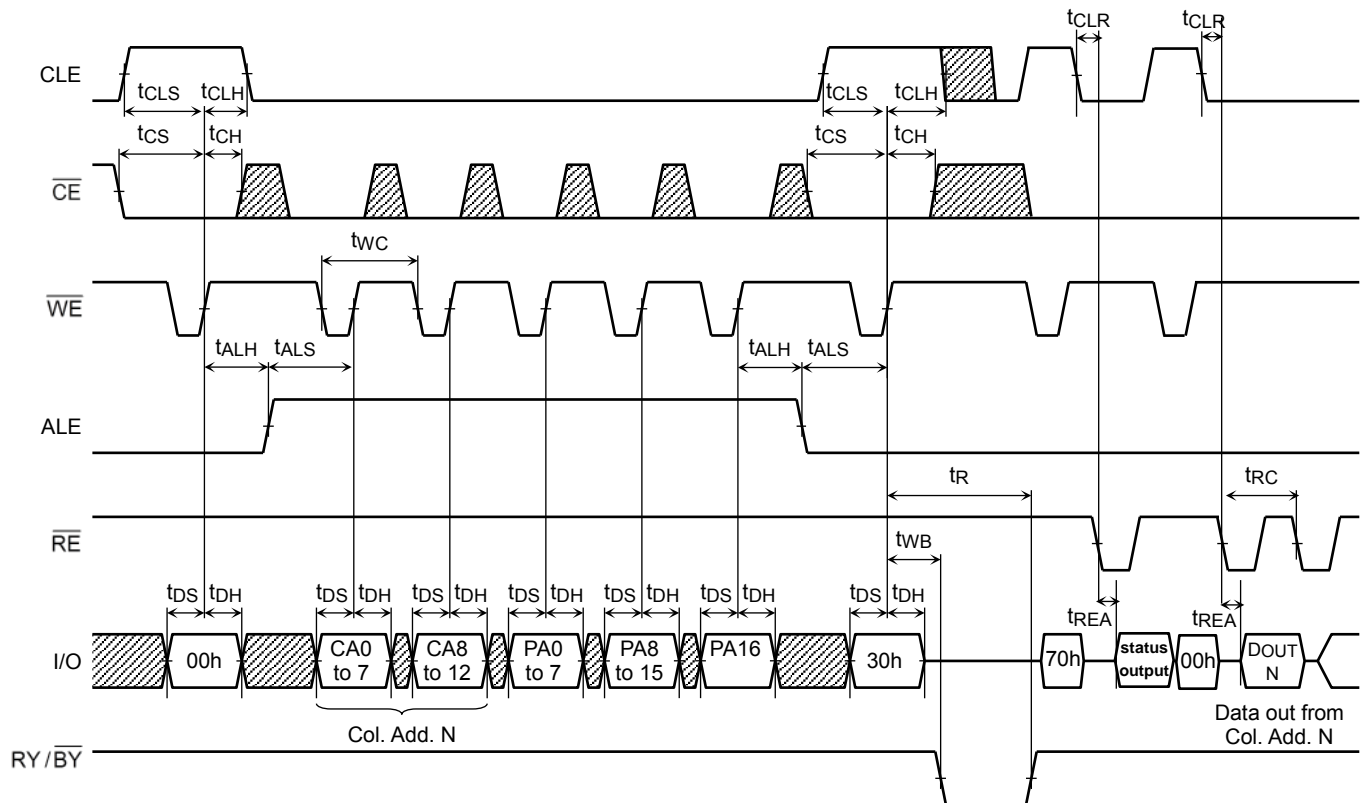 tCLR tCLR
CLE
tCLS tCLH tCLS tCLH
tCS tCH tCS tCH
CE
tWC
WE
tALH tALS tALH tALS
ALE
tR tRC
RE
tWB
tDS tDH tDS tDH tDS tDH tDS tDH tDS tDH tDS tDH tDS tDH
tREA tREA
I/O
00h
CA0 to 7
CA8 to 12
PA0 to 7
PA8 to 15
PA16
30h
70h
status output
00h
DOUT N
Col. Add. N
Data out from
Col. Add. N
RY/BY